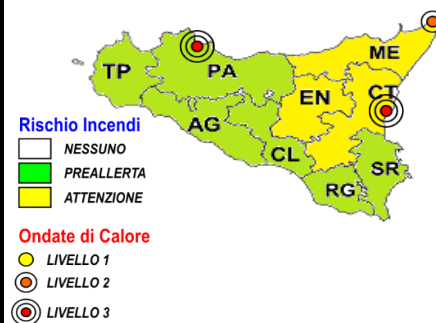 ME
TP
PA
EN
CT
AG
CL
SR
RG
Rischio Incendi
NESSUNO
PREALLERTA
ATTENZIONE
Ondate di Calore
LIVELLO 1
LIVELLO 2
LIVELLO 3